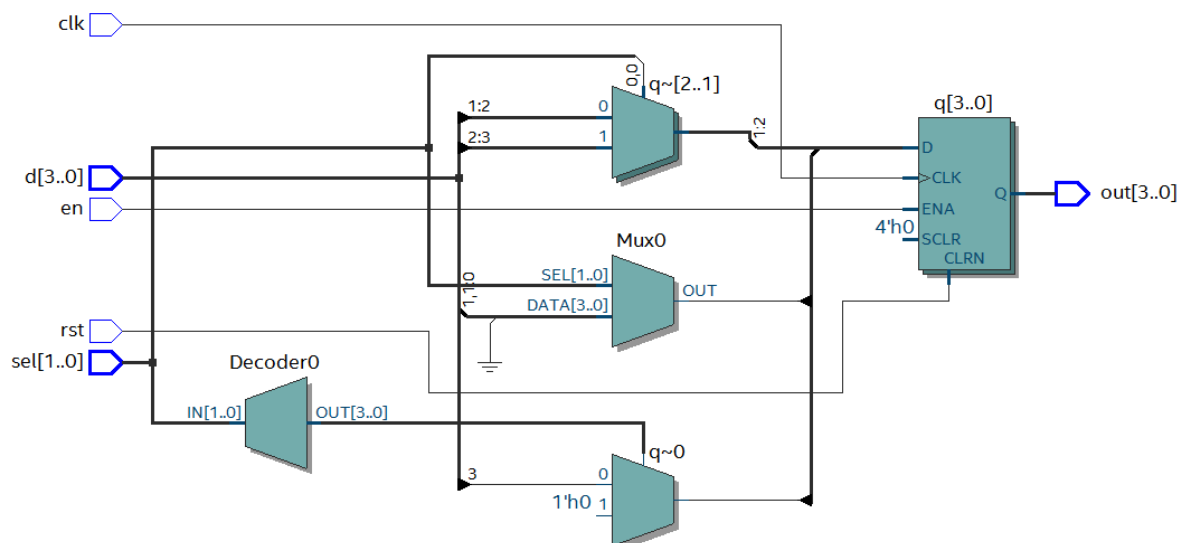 clk
0,0
q~[2..1]
1:2
0
2:3
1
1:2
q[3..0]
D
CLK
ENA
4'h0
SCLR
CLRN
Q
out[3..0]
d[3..0]
en
Mux0
SEL[1..0]
DATA[3..0]
OUT
1,1:0
rst
sel[1..0]
Decoder0
IN[1..0]
OUT[3..0]
q~0
3
0
1'h0
1